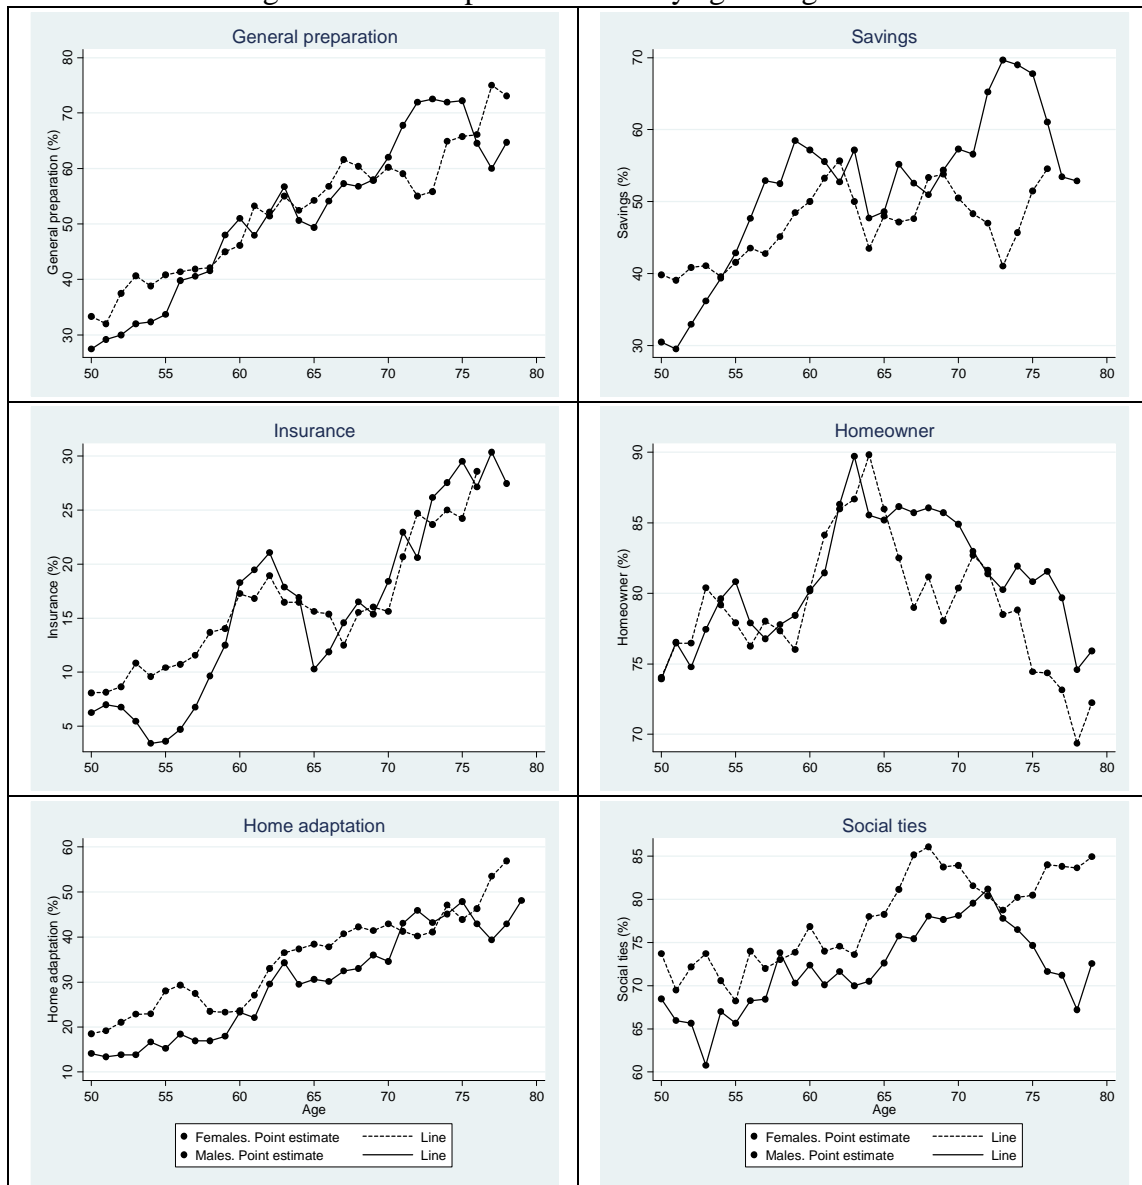 General preparation
General preparation (%)
80
70
60
50
40
30
50 55 60 65 70 75 80
Savings
Savings (%)
70
60
50
40
30
50 55 60 65 70 75 80
Insurance
Insurance (%)
30
25
20
15
10
5
50 55 60 65 70 75 80
Homeowner
Homeowner (%)
90
85
80
75
70
50 55 60 65 70 75 80
Home adaptation
Home adaption (%)
60
50
40
30
20
10
50 55 60 65 70 75 80
Age
Females. Point estimate Line
Males. Point estimate Line
Social ties
Social ties (%)
85
80
75
70
65
60
50 55 60 65 70 75 80
Age
Females. Point estimate Line
Males. Point estimate Line